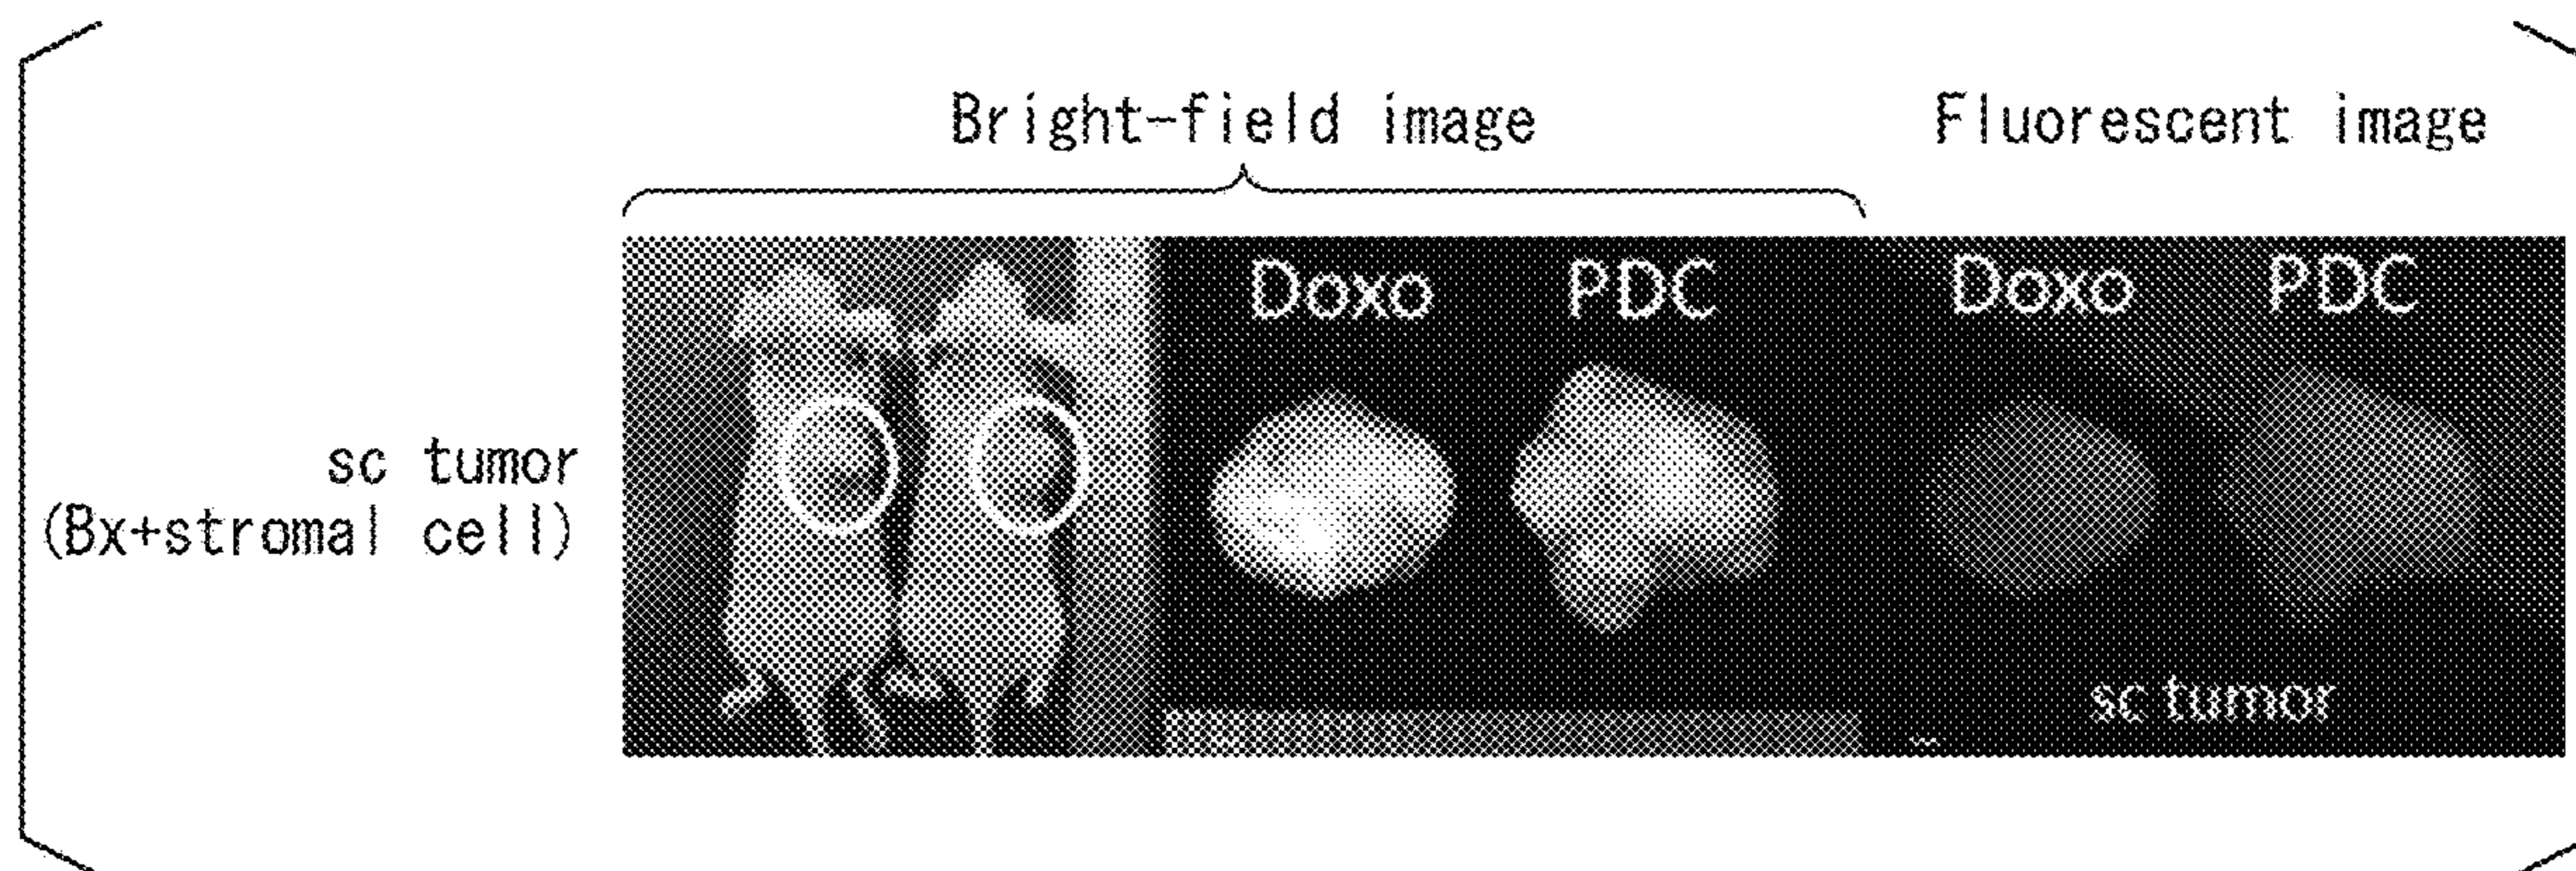 Bright-field image
Fluorescent image
Doxo
PDC
Doxo
PDC
sc tumor
(Bx+stromal cell)
sc tumor